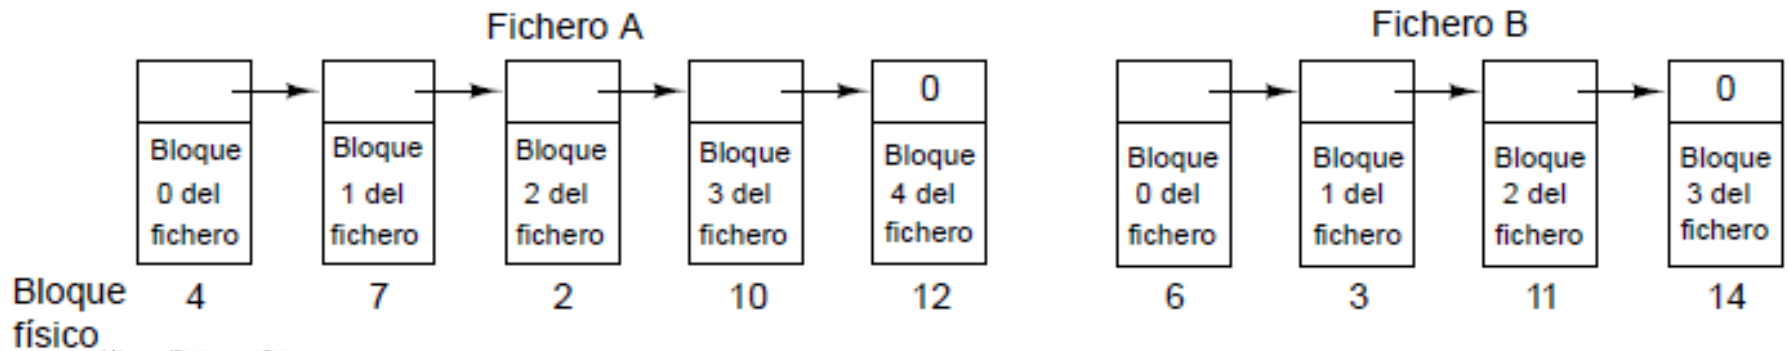 Fichero A
Fichero B
0
0
Bloque
0 del
fichero
Bloque
1 del
fichero
Bloque
2 del
fichero
Bloque
3 del
fichero
Bloque
4 del
fichero
Bloque
0 del
fichero
Bloque
1 del
fichero
Bloque
2 del
fichero
Bloque
3 del
fichero
Bloque
físico
4
7
2
10
12
6
3
11
14